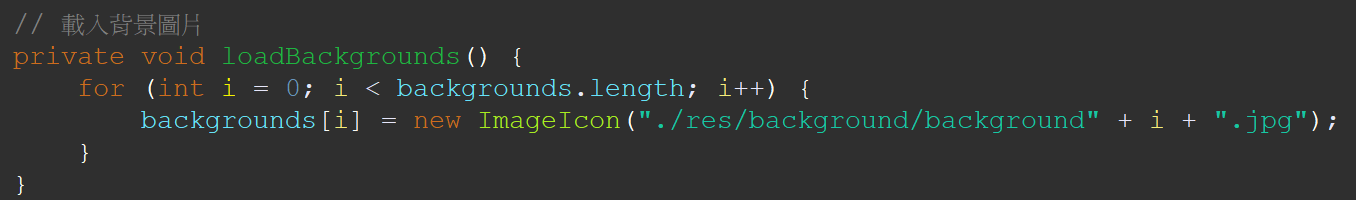 // 載入背景圖片
private void loadBackgrounds() {
    for (int i = 0; i < backgrounds.length; i++) {
        backgrounds[i] = new ImageIcon("./res/background/background" + i + ".jpg");
    }
}